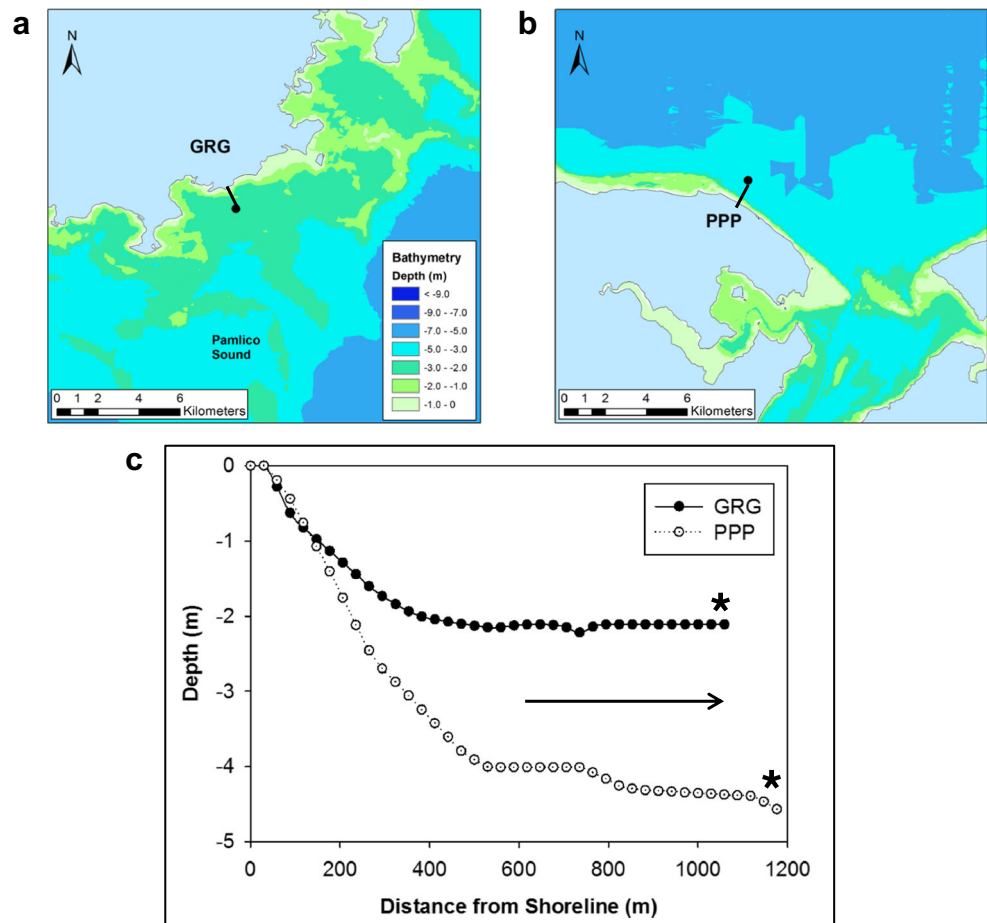 a
N
GRG
Pamlico
Sound
Bathymetry
Depth (m)
< -9.0
-9.0 - -7.0
-7.0 - -5.0
-5.0 - -3.0
-3.0 - -2.0
-2.0 - -1.0
-1.0 - 0
0 1 2 4 6
Kilometers
b
N
PPP
0 1 2 4 6
Kilometers
c
GRG
PPP
*
*
Depth (m)
0
-1
-2
-3
-4
-5
0 200 400 600 800 1000 1200
Distance from Shoreline (m)